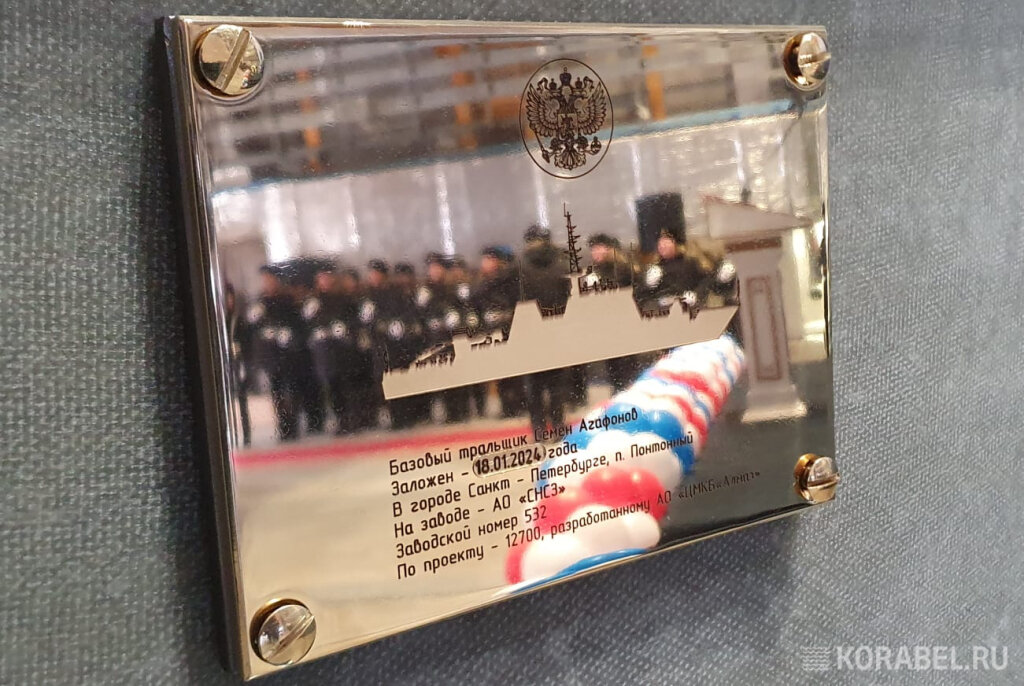 Базовый тральщик Семён Агафонов
Заложен – (18.01.2024) года
В городе Санкт - Петербурге, п. Понтонный
На заводе – АО «СНСЗ»
Заводской номер 532
По проекту – 12700, разработанному АО «ЦМКБ«Алмаз»
KORABEL.RU